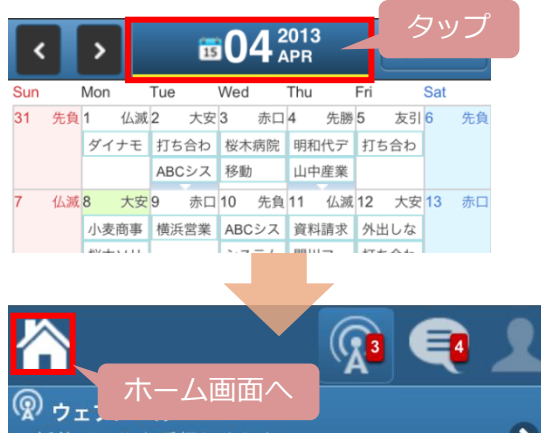 タップ
15 04 2013 APR
Sun Mon Tue Wed Thu Fri Sat
31 先負 1 仏滅 2 大安 3 赤口 4 先勝 5 友引 6 先負
ダイナモ 打ち合わ 桜木病院 明和代デ 打ち合わ
ABCシス 移動 山中産業
7 仏滅 8 大安 9 赤口 10 先負 11 仏滅 12 大安 13 赤口
小麦商事 横浜営業 ABCシス 資料請求 外出しな
3 4
ホーム画面へ
ウェ